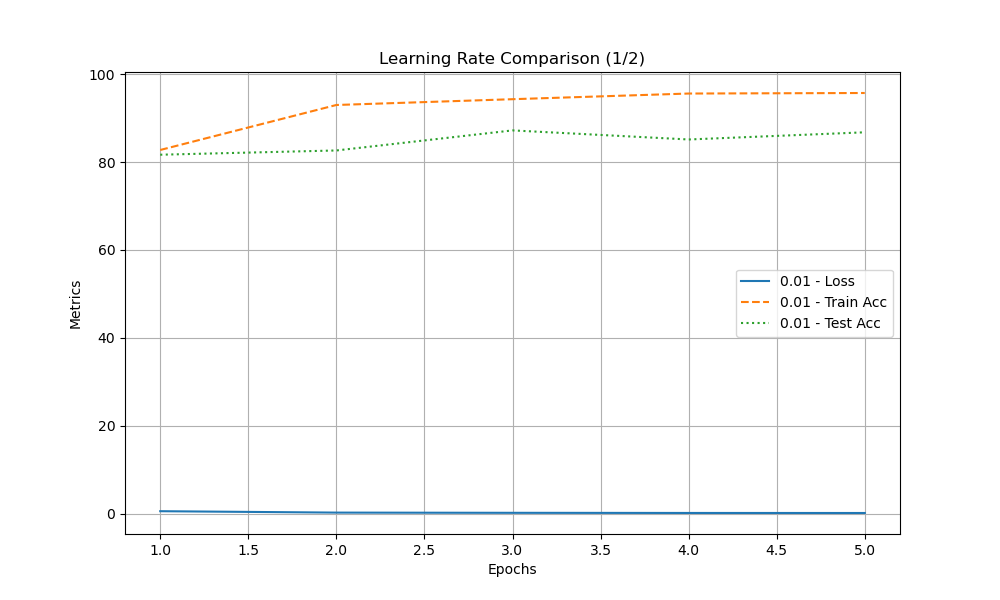 Learning Rate Comparison (1/2)
100
80
60
40
20
0
Metrics
0.01 - Loss
0.01 - Train Acc
0.01 - Test Acc
1.0 1.5 2.0 2.5 3.0 3.5 4.0 4.5 5.0
Epochs